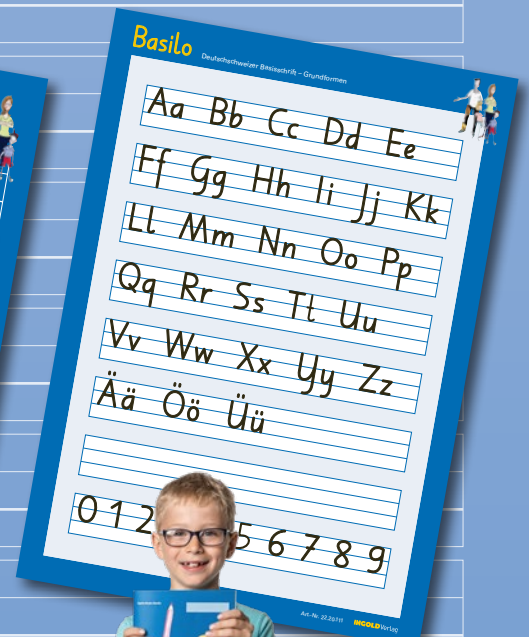 Basilo
Deutschschweizer Basisschrift – Grundformen
Aa Bb Cc Dd Ee
Ff Gg Hh Ii Jj Kk
Ll Mm Nn Oo Pp
Qq Rr Ss Tt Uu
Vv Ww Xx Yy Zz
Ää Öö Üü
0 1 2 5 6 7 8 9
INGOLDVerlag